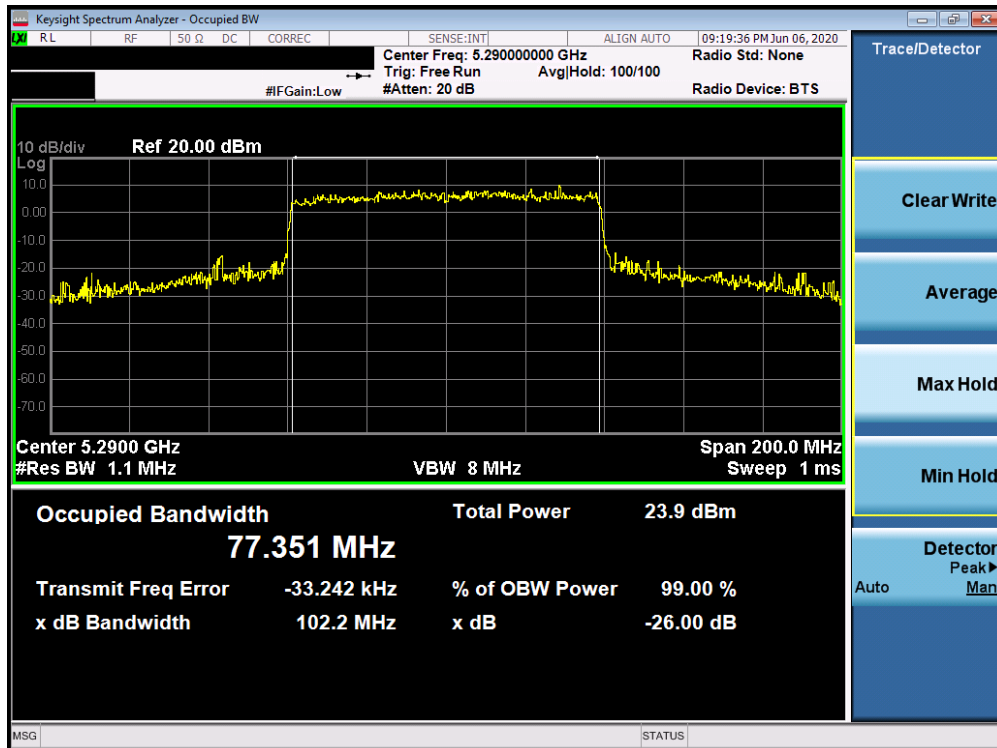 Keysight Spectrum Analyzer - Occupied BW
LXI RL RF 50 Ω DC CORREC SENSE:INT ALIGN AUTO 09:19:36 PM Jun 06, 2020
Center Freq: 5.290000000 GHz Radio Std: None
Trig: Free Run Avg|Hold: 100/100
#IFGain:Low #Atten: 20 dB Radio Device: BTS
Trace/Detector
10 dB/div Ref 20.00 dBm
Log
10.0
0.00
-10.0
-20.0
-30.0
-40.0
-50.0
-60.0
-70.0
Center 5.2900 GHz Span 200.0 MHz
#Res BW 1.1 MHz VBW 8 MHz Sweep 1 ms
Occupied Bandwidth Total Power 23.9 dBm
77.351 MHz
Transmit Freq Error -33.242 kHz % of OBW Power 99.00 %
x dB Bandwidth 102.2 MHz x dB -26.00 dB
Clear Write
Average
Max Hold
Min Hold
Detector
Peak▶
Auto Man
MSG STATUS